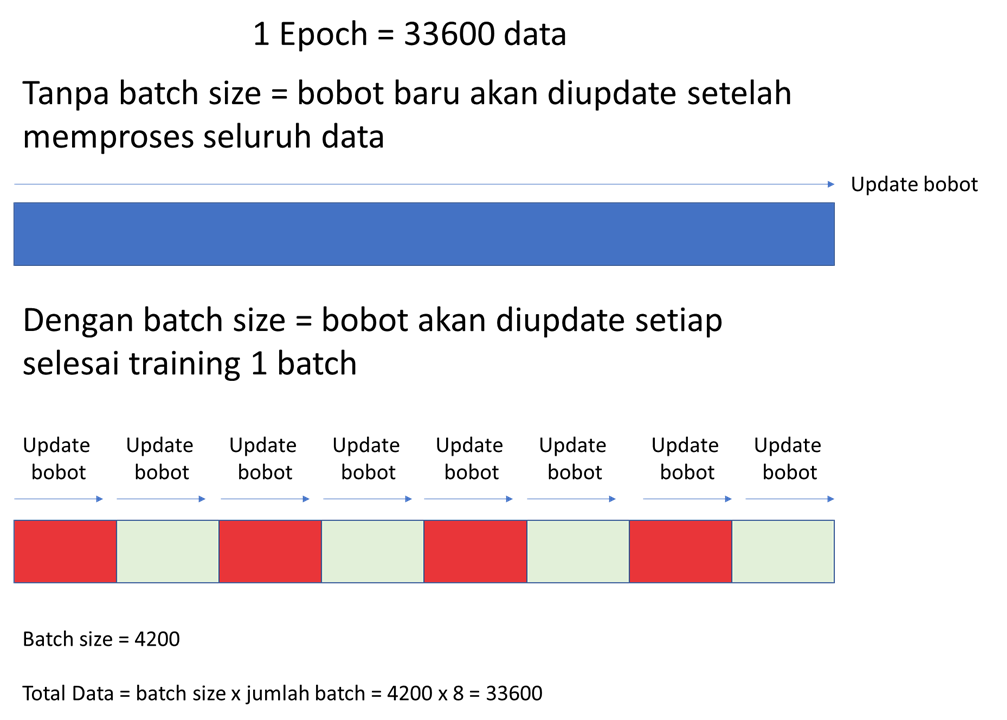 1 Epoch = 33600 data
Tanpa batch size = bobot baru akan diupdate setelah
memproses seluruh data
Update bobot
Dengan batch size = bobot akan diupdate setiap
selesai training 1 batch
Update Update Update Update Update Update Update Update
bobot bobot bobot bobot bobot bobot bobot bobot
Batch size = 4200
Total Data = batch size x jumlah batch = 4200 x 8 = 33600